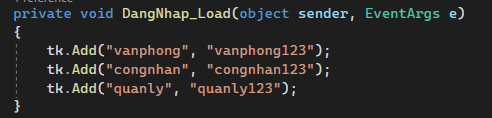 private void DangNhap_Load(object sender, EventArgs e)
{
tk.Add("vanphong", "vanphong123");
tk.Add("congnhan", "congnhan123");
tk.Add("quanly", "quanly123");
}